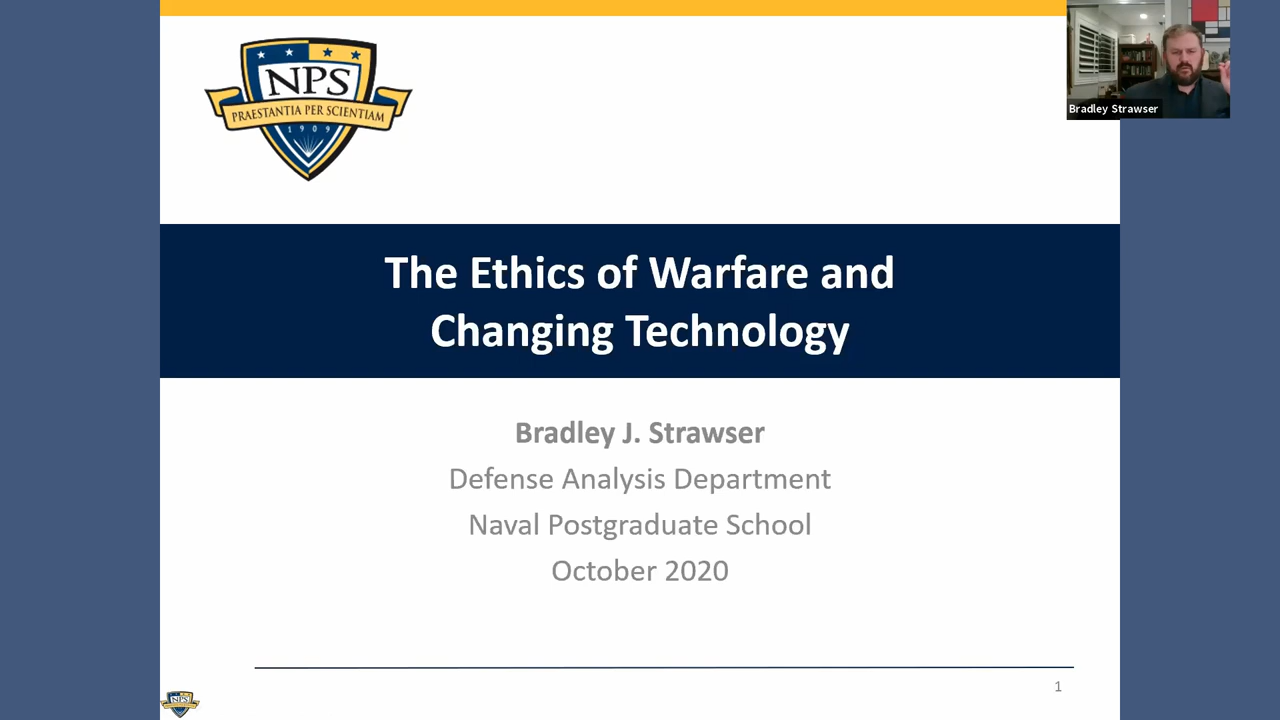 NPS
PRAESTANTIA PER SCIENTIAM
1909
Bradley Strawser
The Ethics of Warfare and
Changing Technology
Bradley J. Strawser
Defense Analysis Department
Naval Postgraduate School
October 2020
1
NPS